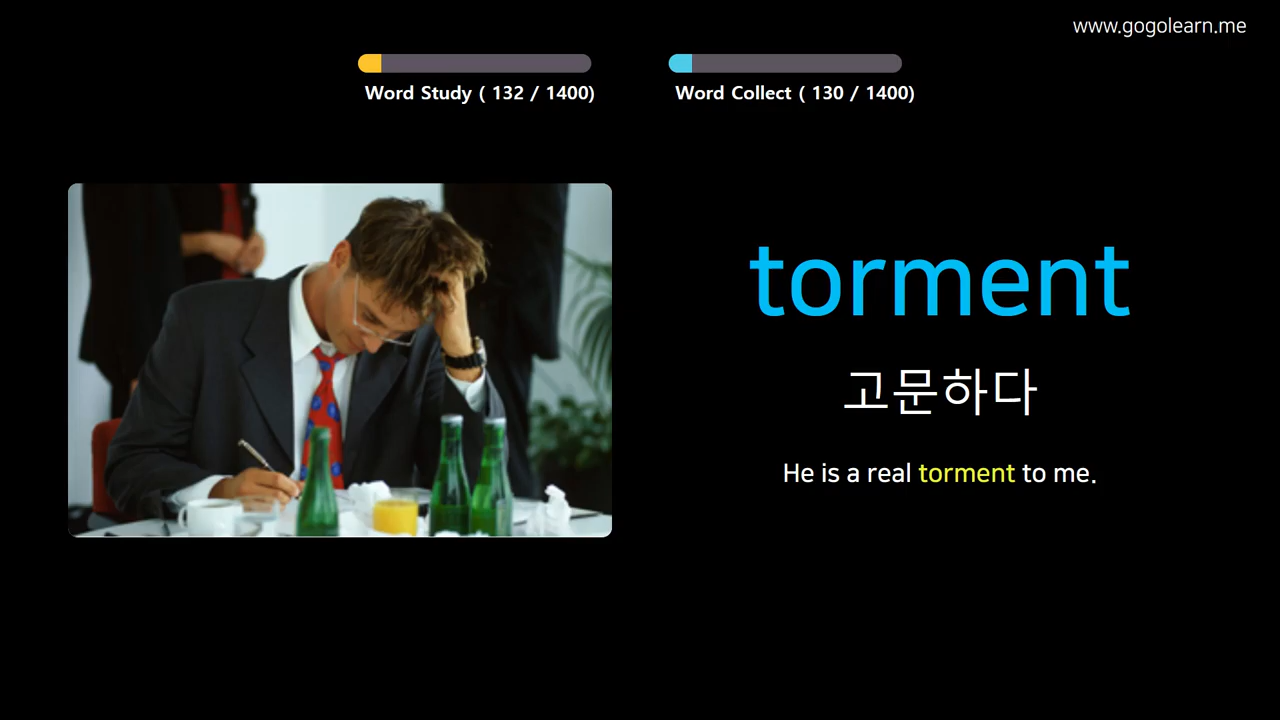 www.gogolearn.me
Word Study ( 132 / 1400)
Word Collect ( 130 / 1400)
torment
고문하다
He is a real torment to me.